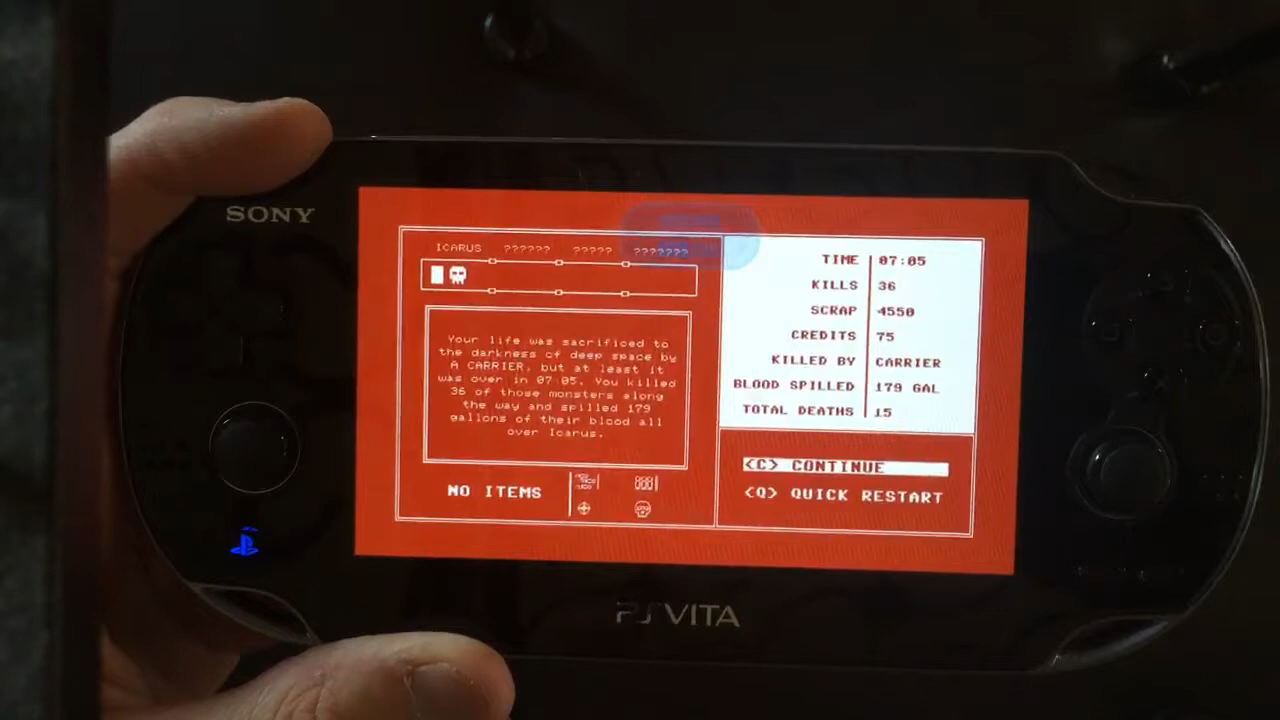 SONY
ICARUS ?????? ????? ???????
Your life was sacrificed to
the darkness of deep space by
A CARRIER, but at least it
was over in 07:05. You killed
36 of those monsters along
the way and spilled 179
gallons of their blood all
over Icarus.
NO ITEMS
TIME 07:05
KILLS 36
SCRAP 4550
CREDITS 75
KILLED BY CARRIER
BLOOD SPILLED 179 GAL
TOTAL DEATHS 15
<C> CONTINUE
<Q> QUICK RESTART
PSVITA